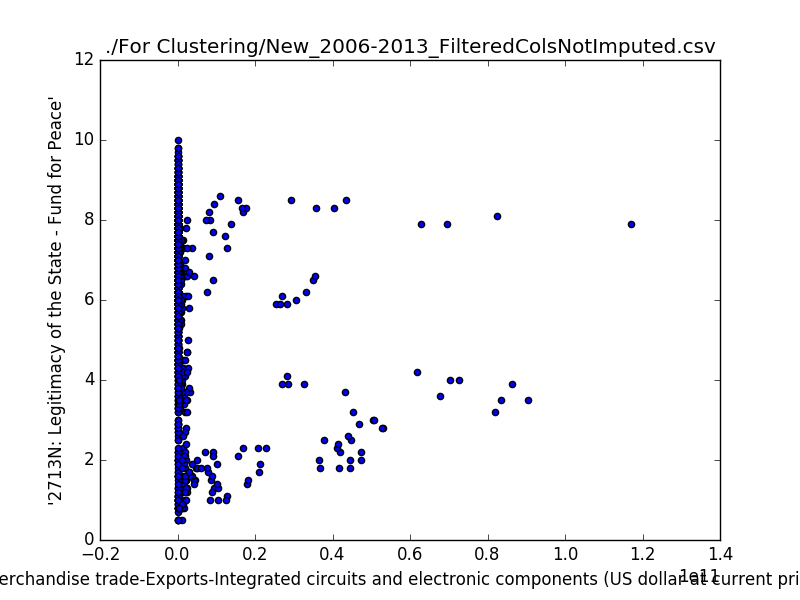 ./For Clustering/New_2006-2013_FilteredColsNotImputed.csv
12
10
8
6
4
2
0
'2713N: Legitimacy of the State - Fund for Peace'
−0.2 0.0 0.2 0.4 0.6 0.8 1.0 1.2 1.4
1e11
erchandise trade-Exports-Integrated circuits and electronic components (US dollar at current pri